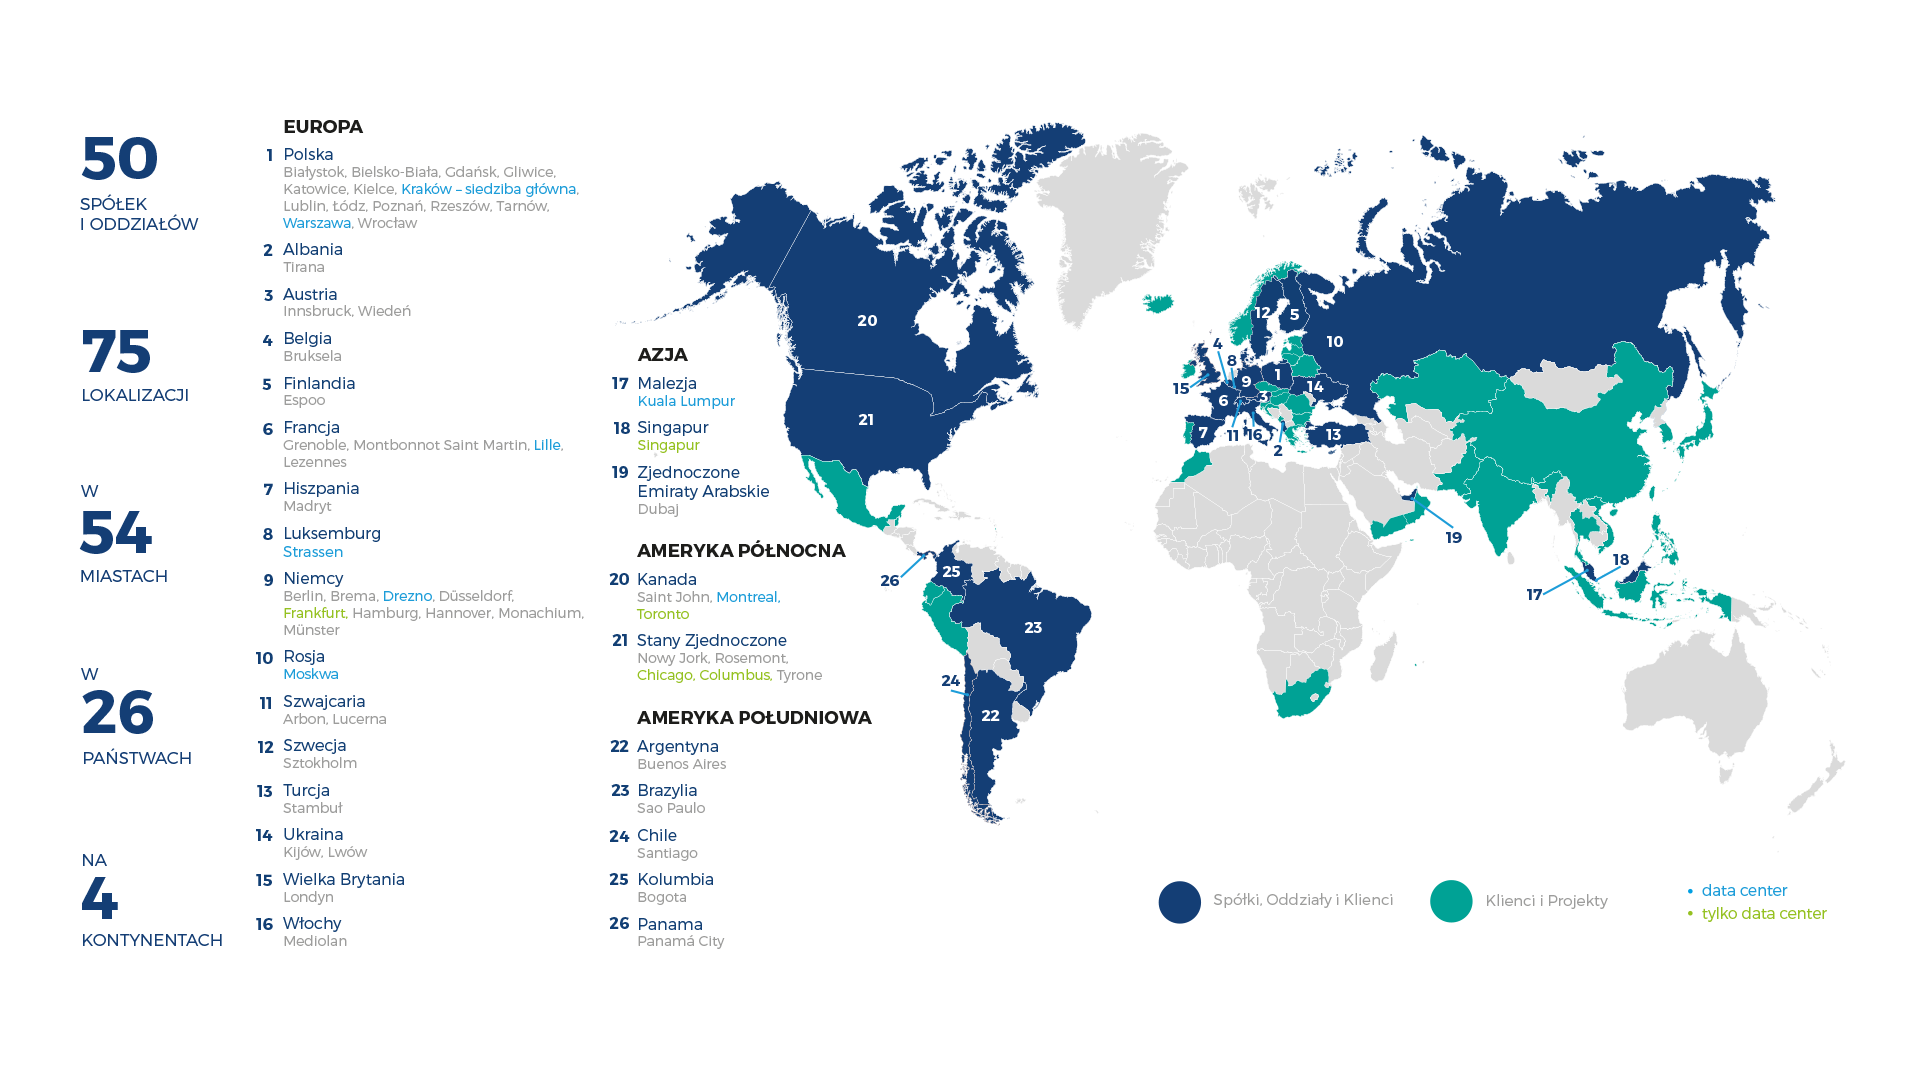 50
SPÓŁEK
I ODDZIAŁÓW
75
LOKALIZACJI
W
54
MIASTACH
W
26
PAŃSTWACH
NA
4
KONTYNENTACH
EUROPA
1 Polska
Białystok, Bielsko-Biała, Gdańsk, Gliwice,
Katowice, Kielce, Kraków – siedziba główna,
Lublin, Łódz, Poznań, Rzeszów, Tarnów,
Warszawa, Wrocław
2 Albania
Tirana
3 Austria
Innsbruck, Wiedeń
4 Belgia
Bruksela
5 Finlandia
Espoo
6 Francja
Grenoble, Montbonnot Saint Martin, Lille,
Lezennes
7 Hiszpania
Madryt
8 Luksemburg
Strassen
9 Niemcy
Berlin, Brema, Drezno, Düsseldorf,
Frankfurt, Hamburg, Hannover, Monachium,
Münster
10 Rosja
Moskwa
11 Szwajcaria
Arbon, Lucerna
12 Szwecja
Sztokholm
13 Turcja
Stambuł
14 Ukraina
Kijów, Lwów
15 Wielka Brytania
Londyn
16 Włochy
Mediolan
AZJA
17 Malezja
Kuala Lumpur
18 Singapur
Singapur
19 Zjednoczone
Emiraty Arabskie
Dubaj
AMERYKA PÓŁNOCNA
20 Kanada
Saint John, Montreal,
Toronto
21 Stany Zjednoczone
Nowy Jork, Rosemont,
Chicago, Columbus, Tyrone
AMERYKA POŁUDNIOWA
22 Argentyna
Buenos Aires
23 Brazylia
Sao Paulo
24 Chile
Santiago
25 Kolumbia
Bogota
26 Panama
Panamá City
20
21
26
25
23
24
22
12
5
10
4
8
15
9
1
14
6
3
7
11
16
2
13
19
18
17
Spółki, Oddziały i Klienci
Klienci i Projekty
• data center
• tylko data center